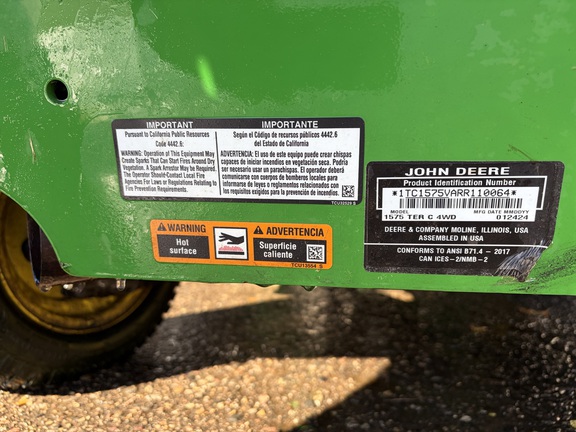 IMPORTANT
Pursuant to California Public Resources
Code 4442.6:
WARNING: Operation of This Equipment May
Create Sparks That Can Start Fires Around Dry
Vegetation. A Spark Arrestor May be Required.
The Operator Should Contact Local Fire
Agencies For Laws or Regulations Relating to
Fire Prevention Requirements.
IMPORTANTE
Según el Código de recursos públicos 4442.6
del Estado de California
ADVERTENCIA: El uso de este equipo puede crear chispas
capaces de iniciar incendios en vegetación seca. Podría
ser necesario un parachispas. El operador deberá
comunicarse con cuerpos de bomberos locales para
informarse de leyes o reglamentos relacionados con
los requisitos exigidos para la prevención de incendios.
WARNING
Hot
surface
ADVERTENCIA
Superficie
caliente
JOHN DEERE
Product Identification Number
*1TC1575VARR110064*
MODEL
MFG DATE MMDDYY
1575 TER C 4WD
012424
DEERE & COMPANY MOLINE, ILLINOIS, USA
ASSEMBLED IN USA
CONFORMS TO ANSI B71.4 - 2017
CAN ICES-2/NMB-2